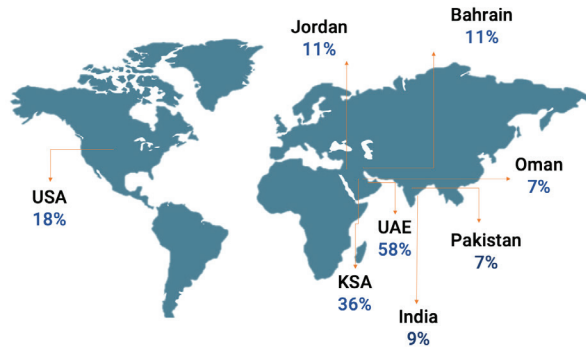 Bahrain
11%
Jordan
11%
Oman
7%
USA
18%
UAE
58%
Pakistan
7%
KSA
36%
India
9%